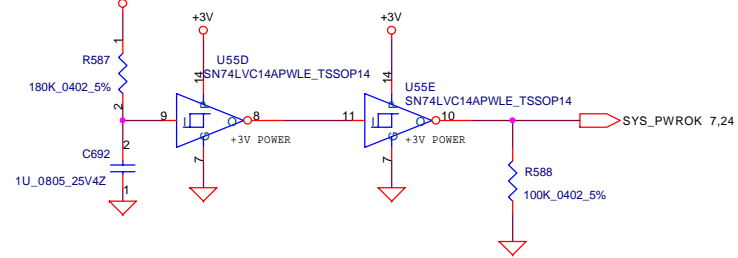 +3V
+3V
1
R587
180K_0402_5%
2
14
U55D
SN74LVC14APWLE_TSSOP14
9
I
O
8
P
G
+3V POWER
7
14
U55E
SN74LVC14APWLE_TSSOP14
11
I
O
10
P
G
+3V POWER
7
SYS_PWROK 7,24
C692
2
1U_0805_25V4Z
1
R588
100K_0402_5%